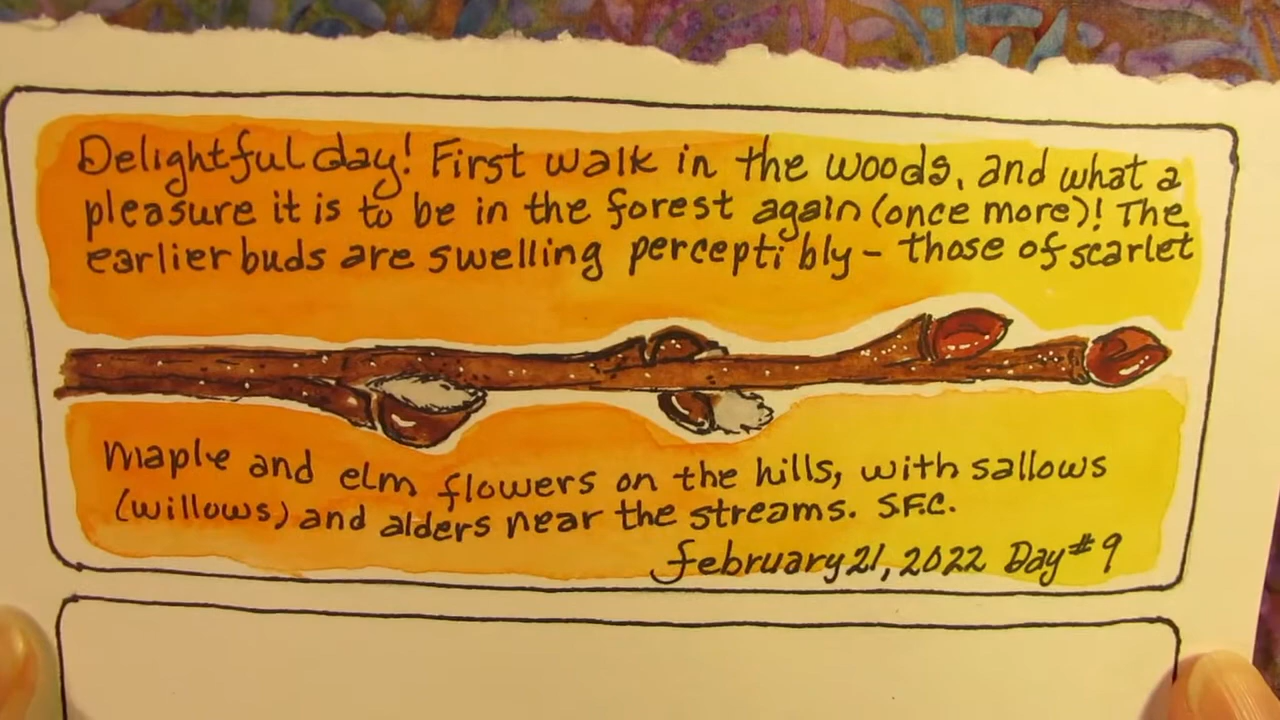 Delightful day! First walk in the woods, and what a
pleasure it is to be in the forest again (once more)! The
earlier buds are swelling perceptibly - those of scarlet
maple and elm flowers on the hills, with sallows
(willows) and alders near the streams. S.F.C.
February 21, 2022 Day #9